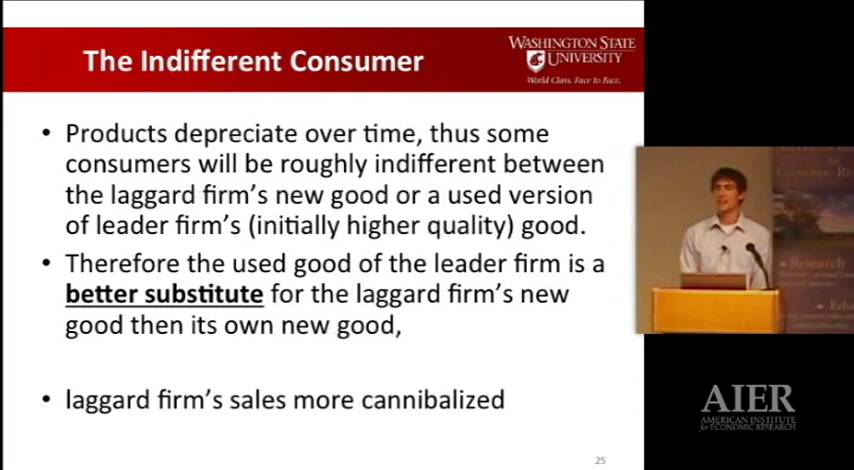 The Indifferent Consumer
WASHINGTON STATE
UNIVERSITY
World Class. Face to Face.
• Products depreciate over time, thus some
consumers will be roughly indifferent between
the laggard firm's new good or a used version
of leader firm's (initially higher quality) good.
• Therefore the used good of the leader firm is a
better substitute for the laggard firm's new
good then its own new good,
• laggard firm's sales more cannibalized
25
Research
AIER
AMERICAN INSTITUTE
for ECONOMIC RESEARCH